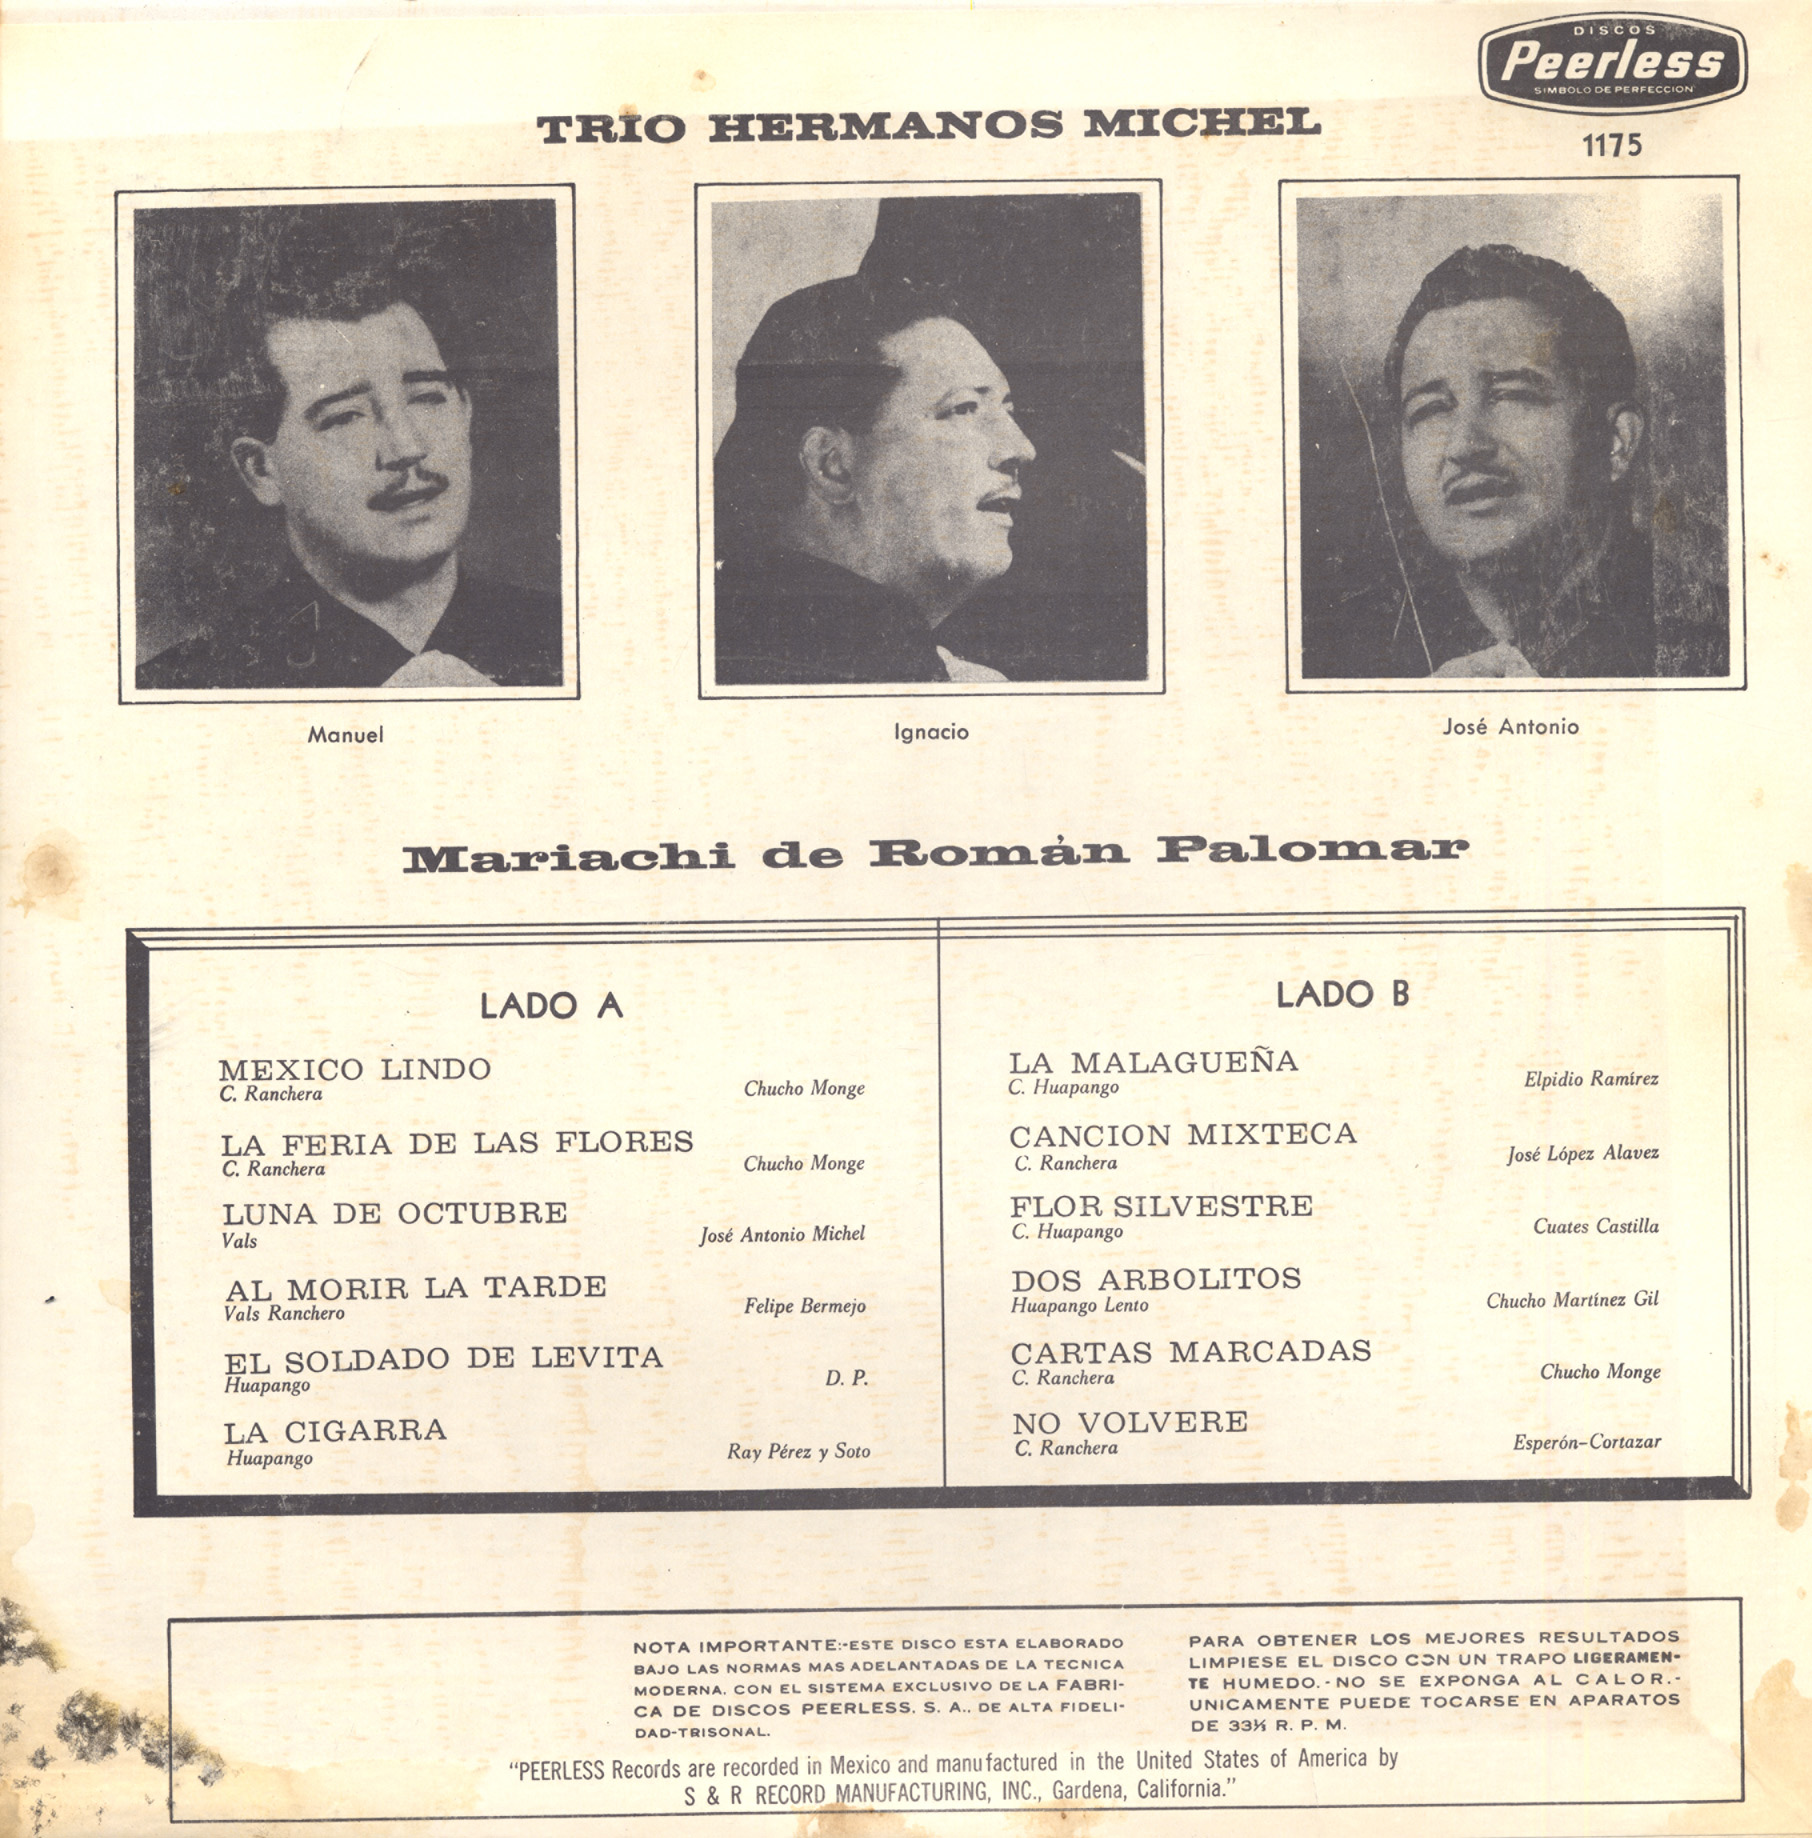 DISCOS
Peerless
SIMBOLO DE PERFECCION
1175
TRIO HERMANOS MICHEL
Manuel
Ignacio
José Antonio
Mariachi de Román Palomar
LADO A
MEXICO LINDO
C. Ranchera Chucho Monge
LA FERIA DE LAS FLORES
C. Ranchera Chucho Monge
LUNA DE OCTUBRE
Vals José Antonio Michel
AL MORIR LA TARDE
Vals Ranchero Felipe Bermejo
EL SOLDADO DE LEVITA
Huapango D. P.
LA CIGARRA
Huapango Ray Pérez y Soto
LADO B
LA MALAGUEÑA
C. Huapango Elpidio Ramírez
CANCION MIXTECA
C. Ranchera José López Alavez
FLOR SILVESTRE
C. Huapango Cuates Castilla
DOS ARBOLITOS
Huapango Lento Chucho Martínez Gil
CARTAS MARCADAS
C. Ranchera Chucho Monge
NO VOLVERE
C. Ranchera Esperón-Cortazar
NOTA IMPORTANTE:-ESTE DISCO ESTA ELABORADO
BAJO LAS NORMAS MAS ADELANTADAS DE LA TECNICA
MODERNA. CON EL SISTEMA EXCLUSIVO DE LA FABRI-
CA DE DISCOS PEERLESS. S. A.. DE ALTA FIDELI-
DAD-TRISONAL.
PARA OBTENER LOS MEJORES RESULTADOS
LIMPIESE EL DISCO CON UN TRAPO LIGERAMEN-
TE HUMEDO.-NO SE EXPONGA AL CALOR.-
UNICAMENTE PUEDE TOCARSE EN APARATOS
DE 33⅓ R. P. M.
"PEERLESS Records are recorded in Mexico and manufactured in the United States of America by
S & R RECORD MANUFACTURING, INC., Gardena, California."